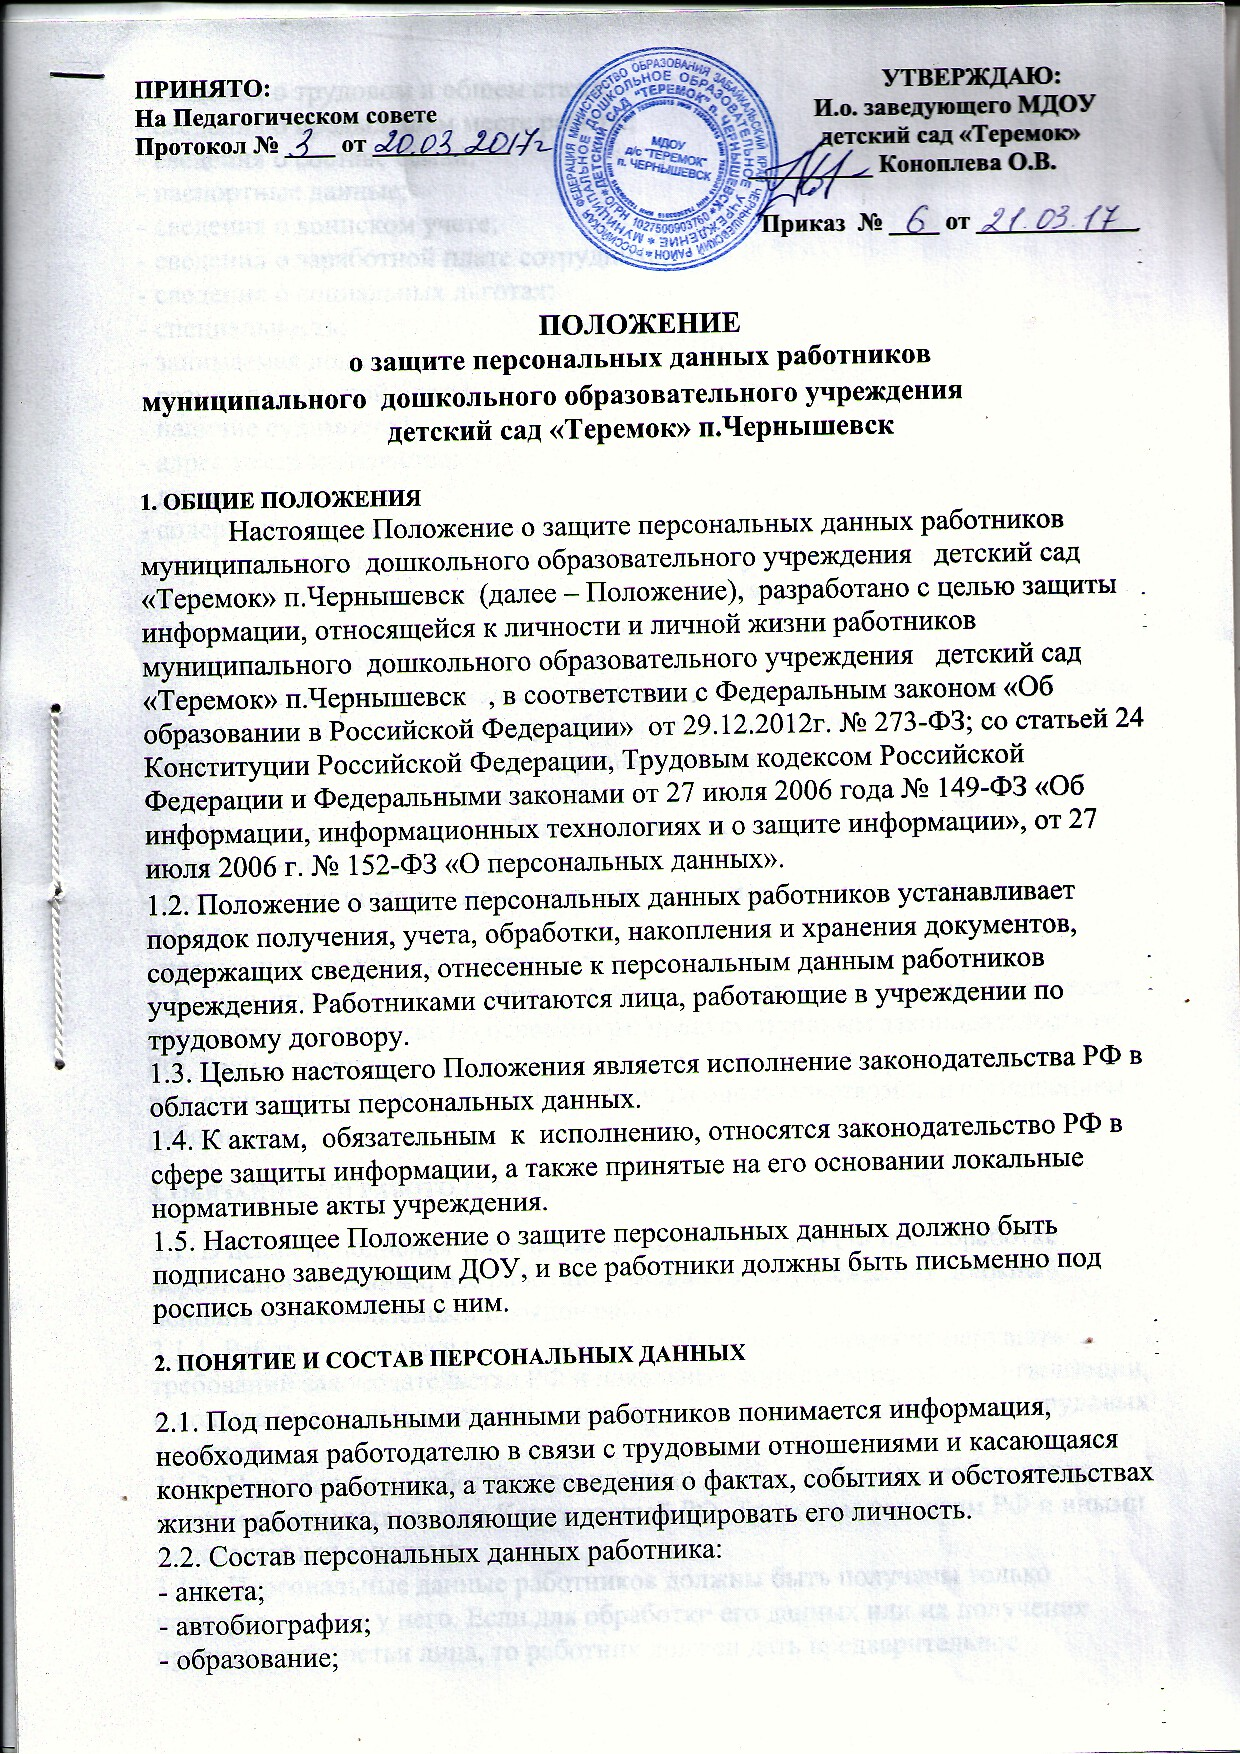 ПРИНЯТО:
На Педагогическом совете
Протокол № 3 от 20.03.2017г
УТВЕРЖДАЮ:
И.о. заведующего МДОУ
детский сад «Теремок»
Коноплева О.В.
Приказ № 6 от 21.03.17
МДОУ
д/с "ТЕРЕМОК"
п. ЧЕРНЫШЕВСК
ПОЛОЖЕНИЕ
о защите персональных данных работников
муниципального дошкольного образовательного учреждения
детский сад «Теремок» п.Чернышевск
1. ОБЩИЕ ПОЛОЖЕНИЯ
Настоящее Положение о защите персональных данных работников
муниципального дошкольного образовательного учреждения детский сад
«Теремок» п.Чернышевск (далее – Положение), разработано с целью защиты
информации, относящейся к личности и личной жизни работников
муниципального дошкольного образовательного учреждения детский сад
«Теремок» п.Чернышевск , в соответствии с Федеральным законом «Об
образовании в Российской Федерации» от 29.12.2012г. № 273-ФЗ; со статьей 24
Конституции Российской Федерации, Трудовым кодексом Российской
Федерации и Федеральными законами от 27 июля 2006 года № 149-ФЗ «Об
информации, информационных технологиях и о защите информации», от 27
июля 2006 г. № 152-ФЗ «О персональных данных».
1.2. Положение о защите персональных данных работников устанавливает
порядок получения, учета, обработки, накопления и хранения документов,
содержащих сведения, отнесенные к персональным данным работников
учреждения. Работниками считаются лица, работающие в учреждении по
трудовому договору.
1.3. Целью настоящего Положения является исполнение законодательства РФ в
области защиты персональных данных.
1.4. К актам, обязательным к исполнению, относятся законодательство РФ в
сфере защиты информации, а также принятые на его основании локальные
нормативные акты учреждения.
1.5. Настоящее Положение о защите персональных данных должно быть
подписано заведующим ДОУ, и все работники должны быть письменно под
роспись ознакомлены с ним.
2. ПОНЯТИЕ И СОСТАВ ПЕРСОНАЛЬНЫХ ДАННЫХ
2.1. Под персональными данными работников понимается информация,
необходимая работодателю в связи с трудовыми отношениями и касающаяся
конкретного работника, а также сведения о фактах, событиях и обстоятельствах
жизни работника, позволяющие идентифицировать его личность.
2.2. Состав персональных данных работника:
- анкета;
- автобиография;
- образование;